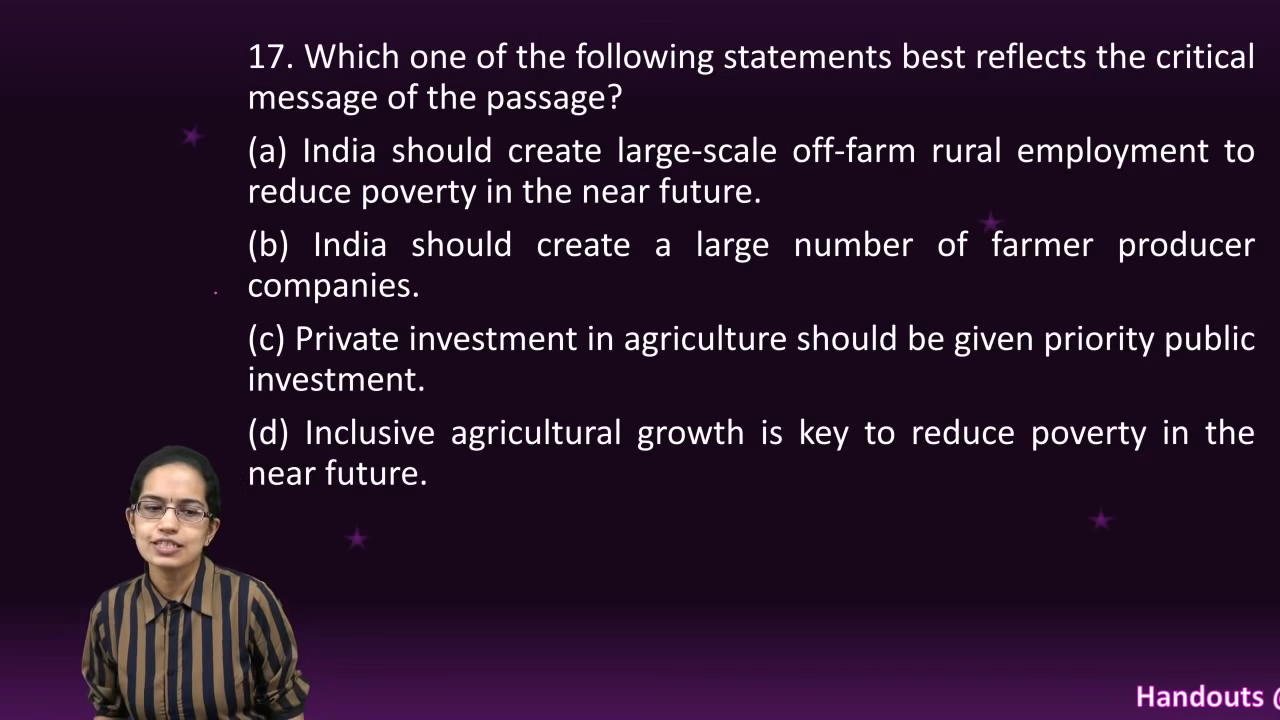 17. Which one of the following statements best reflects the critical
message of the passage?
(a) India should create large-scale off-farm rural employment to
reduce poverty in the near future.
(b) India should create a large number of farmer producer
companies.
(c) Private investment in agriculture should be given priority public
investment.
(d) Inclusive agricultural growth is key to reduce poverty in the
near future.
Handouts @